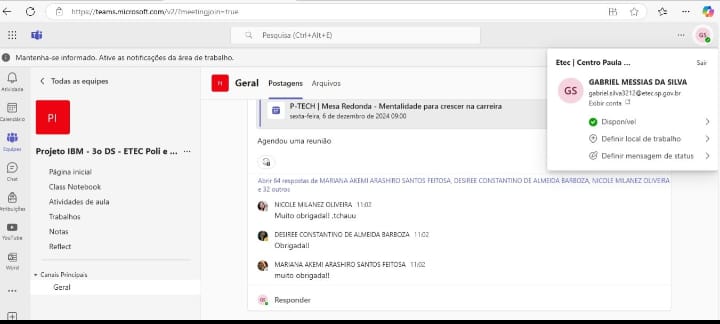 https://teams.microsoft.com/v2/?meetingjoin=true
Pesquisa (Ctrl+Alt+E)
GS
Mantenha-se informado. Ative as notificações da área de trabalho.
Etec | Centro Paula ...
Sair
GS
GABRIEL MESSIAS DA SILVA
gabriel.silva3212@etec.sp.gov.br
Exibir conta
Disponível
Definir local de trabalho
Definir mensagem de status
Atividade
Calendário
Equipes
Chat
Atribuições
YouTube
Word
Todas as equipes
PI
Projeto IBM - 3o DS - ETEC Poli e ...
Página inicial
Class Notebook
Atividades de aula
Trabalhos
Notas
Reflect
Canais Principais
Geral
PI
Geral
Postagens
Arquivos
P-TECH | Mesa Redonda - Mentalidade para crescer na carreira
sexta-feira, 6 de dezembro de 2024 09:00
Agendou uma reunião
Abrir 64 respostas de MARIANA AKEMI ARASHIRO SANTOS FEITOSA, DESIREE CONSTANTINO DE ALMEIDA BARBOZA, NICOLE MILANEZ OLIVEIRA
e 32 outros
NICOLE MILANEZ OLIVEIRA 11:02
Muito obrigada!! ,tchauu
DESIREE CONSTANTINO DE ALMEIDA BARBOZA 11:02
Obrigada!!
MARIANA AKEMI ARASHIRO SANTOS FEITOSA 11:02
muito obrigada!!
GS
Responder